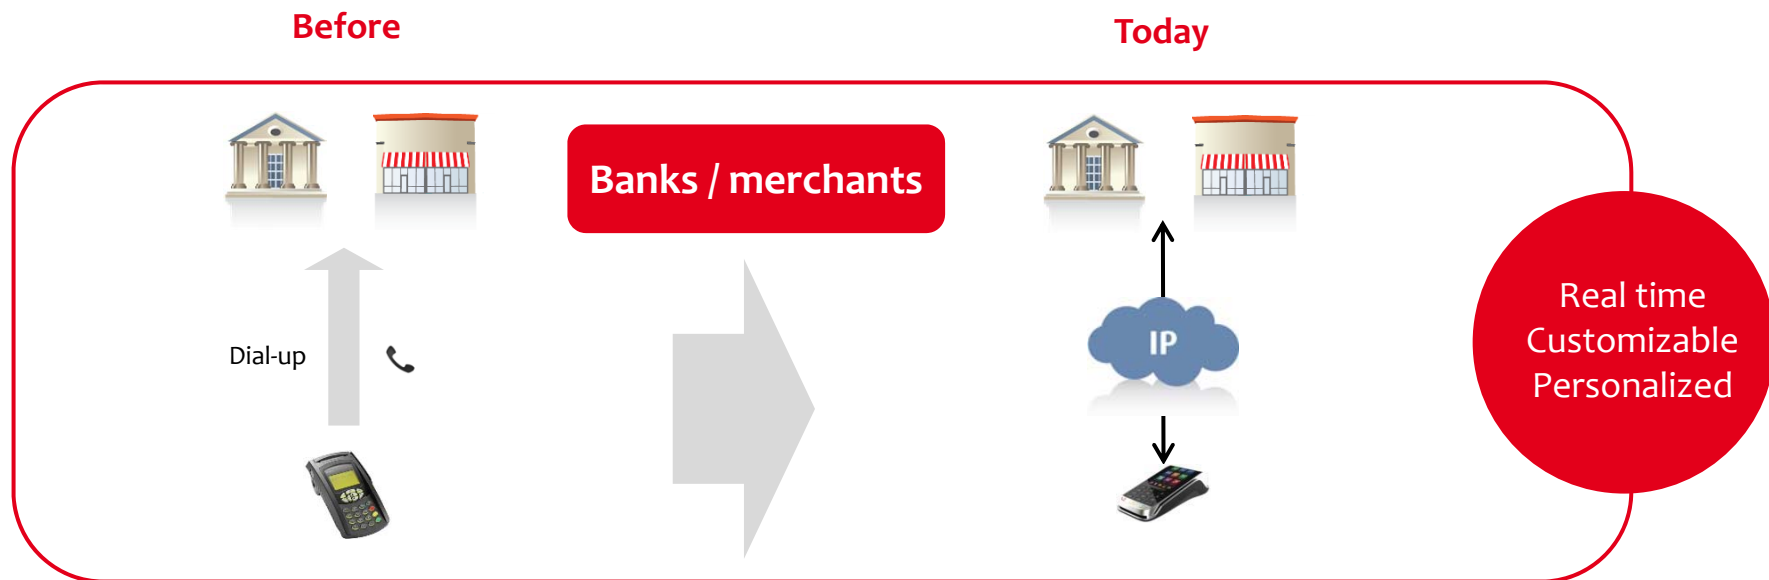 Before
Today
Banks / merchants
Dial-up
IP
Real time
Customizable
Personalized